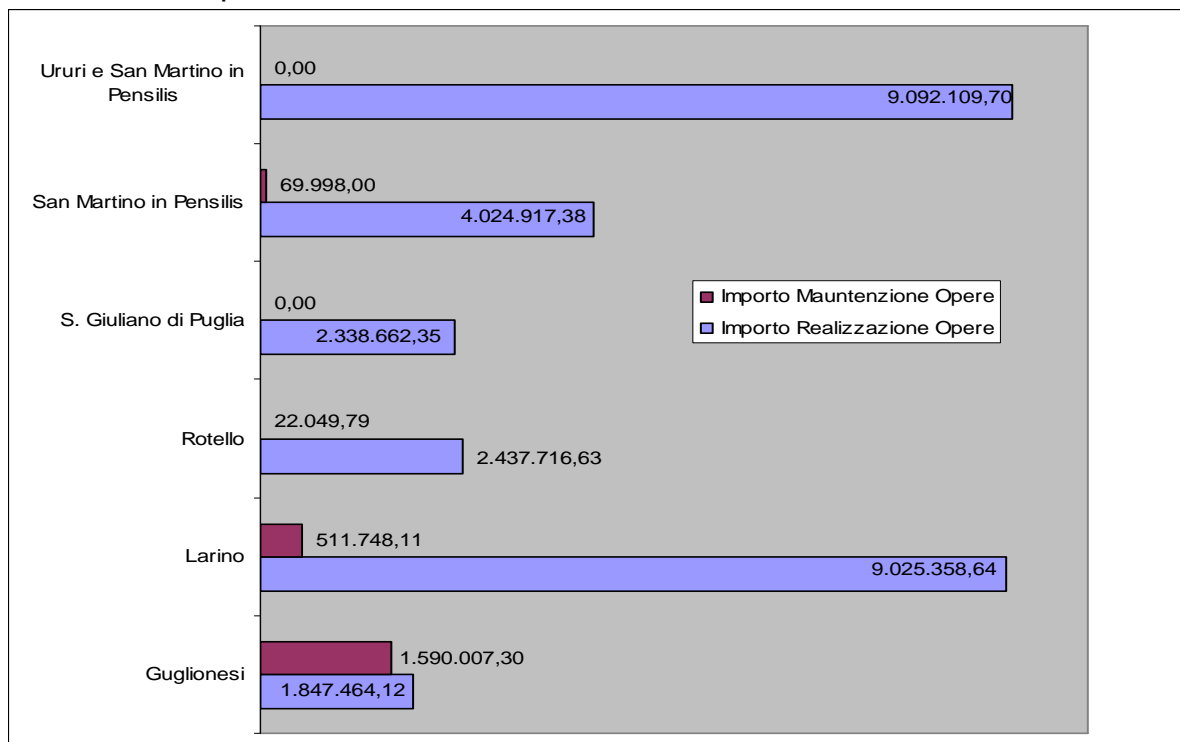 Ururi e San Martino in
Pensilis
0,00
9.092.109,70
San Martino in Pensilis
69.998,00
4.024.917,38
S. Giuliano di Puglia
0,00
2.338.662,35
Importo Mauntenzione Opere
Importo Realizzazione Opere
Rotello
22.049,79
2.437.716,63
Larino
511.748,11
9.025.358,64
Guglionesi
1.590.007,30
1.847.464,12